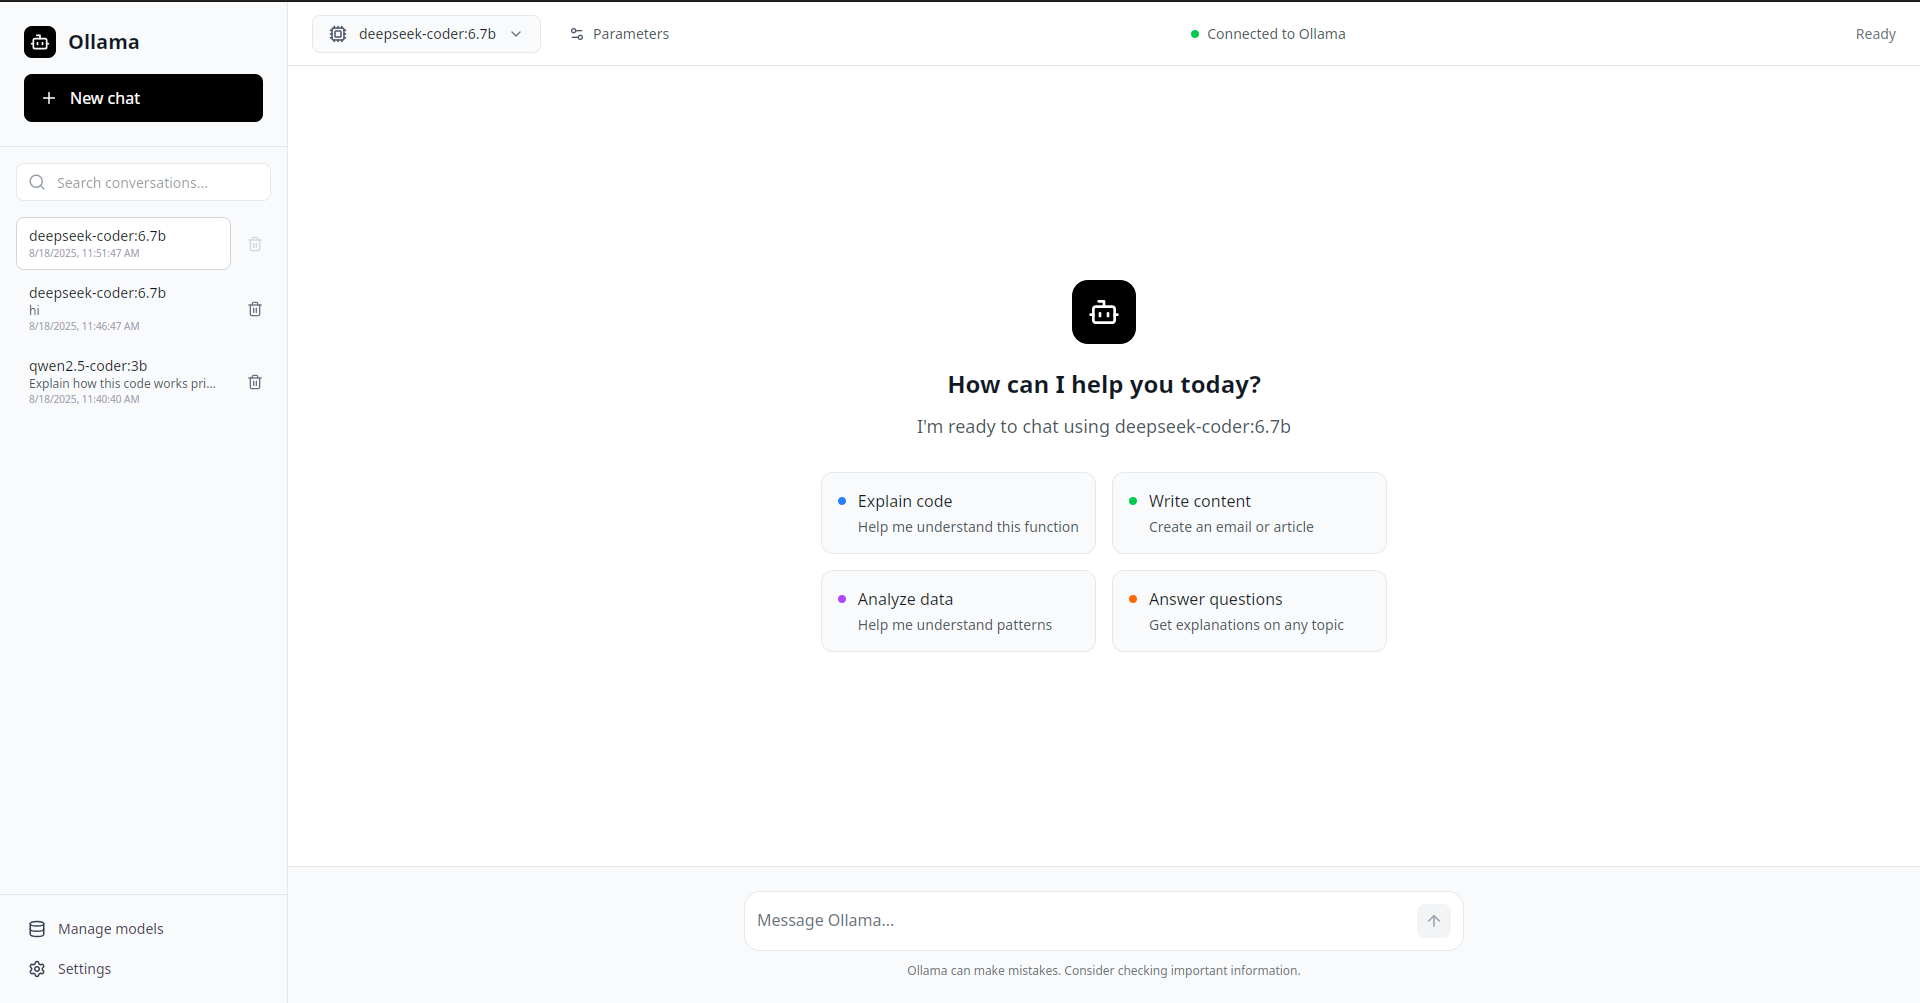 Ollama
New chat
Search conversations...
deepseek-coder:6.7b
8/18/2025, 11:51:47 AM
deepseek-coder:6.7b
hi
8/18/2025, 11:46:47 AM
qwen2.5-coder:3b
Explain how this code works pri...
8/18/2025, 11:40:40 AM
Manage models
Settings
deepseek-coder:6.7b
Parameters
Connected to Ollama
Ready
How can I help you today?
I'm ready to chat using deepseek-coder:6.7b
Explain code
Help me understand this function
Write content
Create an email or article
Analyze data
Help me understand patterns
Answer questions
Get explanations on any topic
Message Ollama...
Ollama can make mistakes. Consider checking important information.